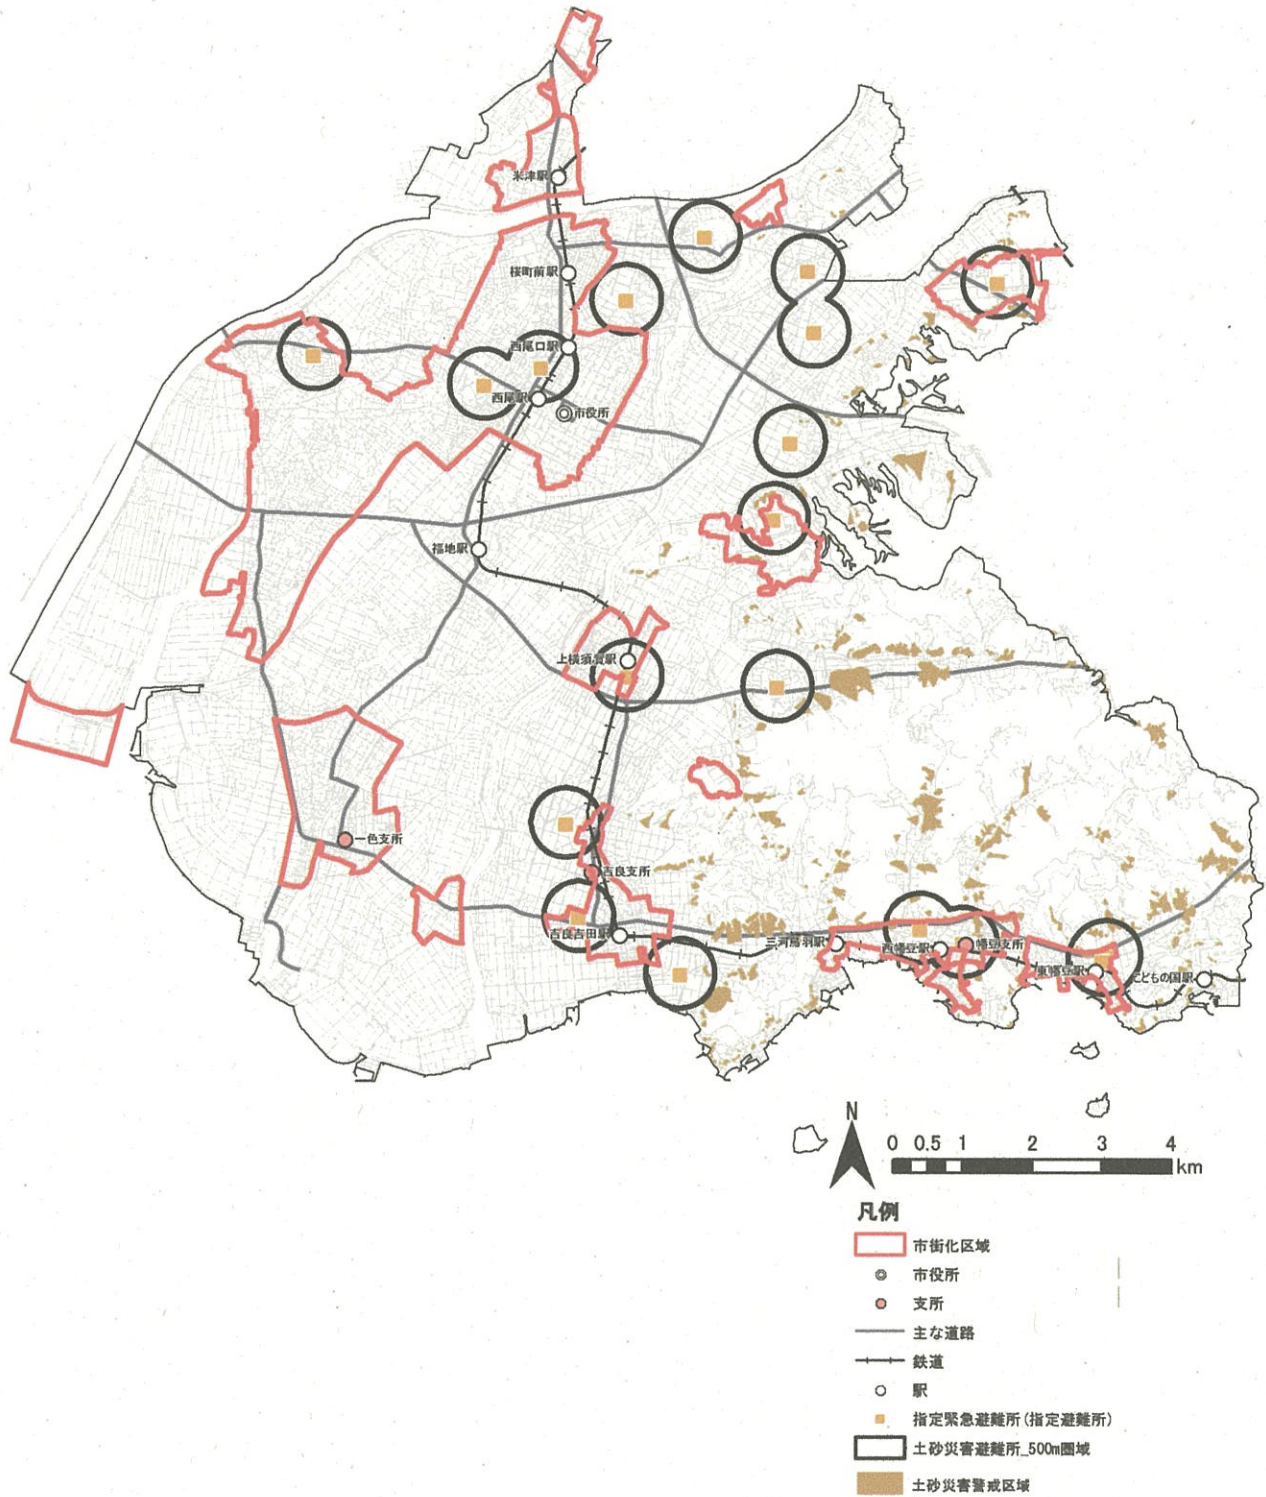 米津駅
桜町前駅
西尾口駅
西尾駅
市役所
福地駅
上横須賀駅
一色支所
吉良支所
吉良吉田駅
三河鳥羽駅
西幡豆駅
幡豆支所
東幡豆駅
こどもの国駅
N
0 0.5 1 2 3 4
km
凡例
市街化区域
市役所
支所
主な道路
鉄道
駅
指定緊急避難所(指定避難所)
土砂災害避難所_500m圏域
土砂災害警戒区域